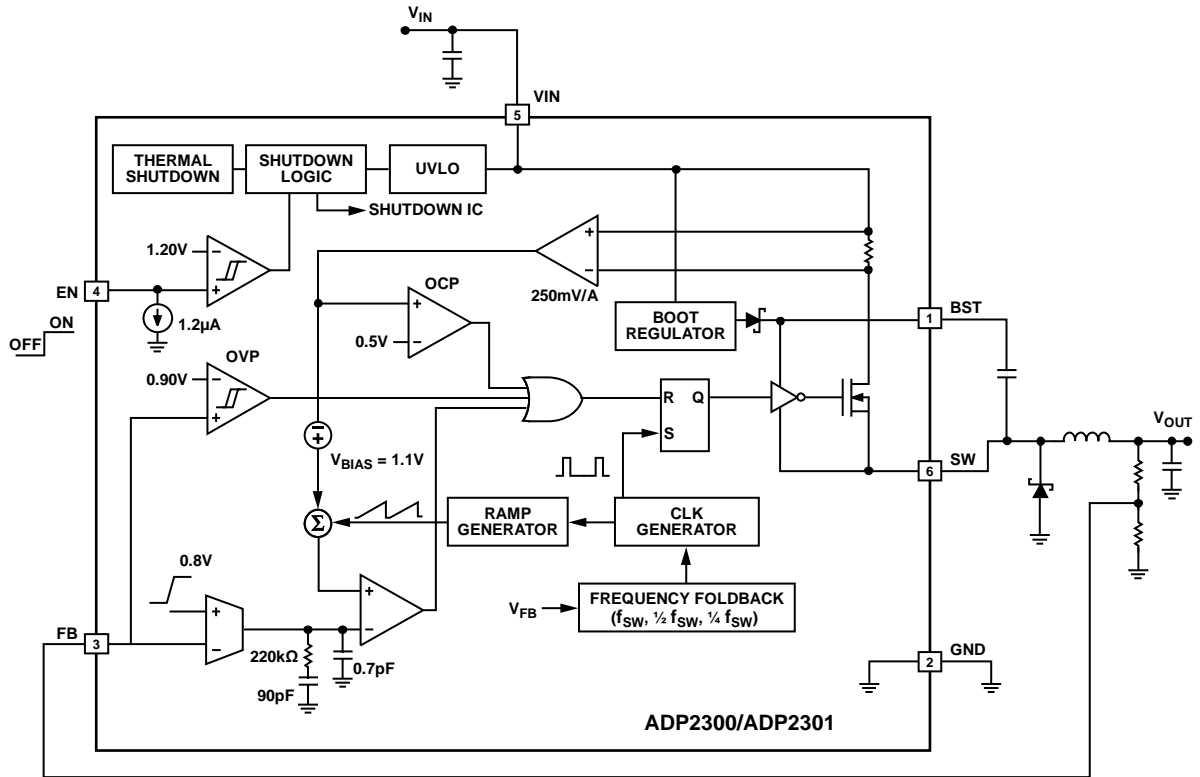 V_IN
VIN
5
THERMAL
SHUTDOWN
SHUTDOWN
LOGIC
UVLO
SHUTDOWN IC
1.20V
−
+
+
−
250mV/A
EN
4
1.2µA
ON
OFF
OCP
+
0.5V
−
BOOT
REGULATOR
1
BST
OVP
0.90V
−
+
R
Q
S
V_OUT
SW
6
V_BIAS = 1.1V
Σ
RAMP
GENERATOR
CLK
GENERATOR
0.8V
+
−
+
−
V_FB
FREQUENCY FOLDBACK
(f_SW, ½ f_SW, ¼ f_SW)
FB
3
220kΩ
0.7pF
90pF
GND
2
ADP2300/ADP2301